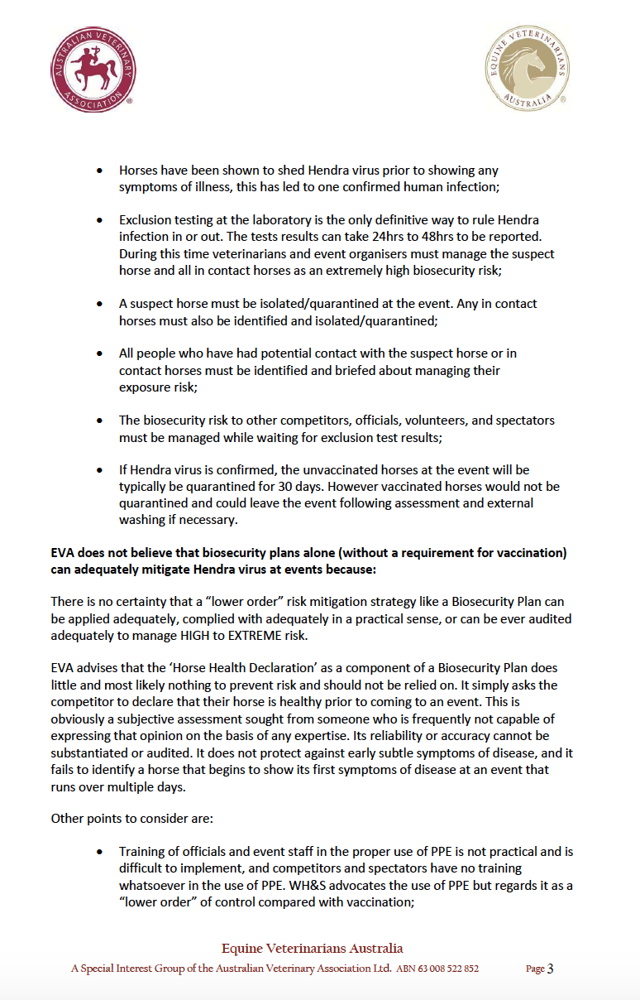 AUSTRALIAN VETERINARY
ASSOCIATION
®
EQUINE VETERINARIANS
AUSTRALIA
®
• Horses have been shown to shed Hendra virus prior to showing any
symptoms of illness, this has led to one confirmed human infection;
• Exclusion testing at the laboratory is the only definitive way to rule Hendra
infection in or out. The tests results can take 24hrs to 48hrs to be reported.
During this time veterinarians and event organisers must manage the suspect
horse and all in contact horses as an extremely high biosecurity risk;
• A suspect horse must be isolated/quarantined at the event. Any in contact
horses must also be identified and isolated/quarantined;
• All people who have had potential contact with the suspect horse or in
contact horses must be identified and briefed about managing their
exposure risk;
• The biosecurity risk to other competitors, officials, volunteers, and spectators
must be managed while waiting for exclusion test results;
• If Hendra virus is confirmed, the unvaccinated horses at the event will be
typically be quarantined for 30 days. However vaccinated horses would not be
quarantined and could leave the event following assessment and external
washing if necessary.
EVA does not believe that biosecurity plans alone (without a requirement for vaccination)
can adequately mitigate Hendra virus at events because:
There is no certainty that a “lower order” risk mitigation strategy like a Biosecurity Plan can
be applied adequately, complied with adequately in a practical sense, or can be ever audited
adequately to manage HIGH to EXTREME risk.
EVA advises that the ‘Horse Health Declaration’ as a component of a Biosecurity Plan does
little and most likely nothing to prevent risk and should not be relied on. It simply asks the
competitor to declare that their horse is healthy prior to coming to an event. This is
obviously a subjective assessment sought from someone who is frequently not capable of
expressing that opinion on the basis of any expertise. Its reliability or accuracy cannot be
substantiated or audited. It does not protect against early subtle symptoms of disease, and it
fails to identify a horse that begins to show its first symptoms of disease at an event that
runs over multiple days.
Other points to consider are:
• Training of officials and event staff in the proper use of PPE is not practical and is
difficult to implement, and competitors and spectators have no training
whatsoever in the use of PPE. WH&S advocates the use of PPE but regards it as a
“lower order” of control compared with vaccination;
Equine Veterinarians Australia
A Special Interest Group of the Australian Veterinary Association Ltd. ABN 63 008 522 852 Page 3